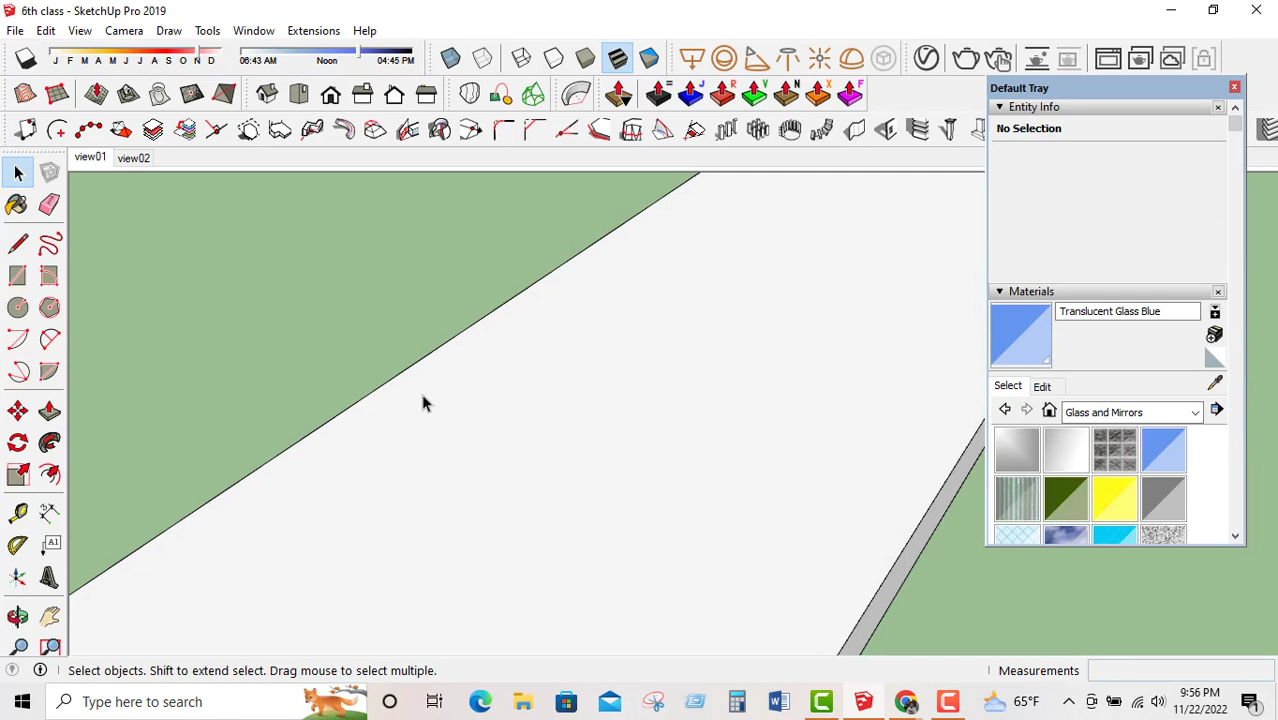 6th class - SketchUp Pro 2019
File Edit View Camera Draw Tools Window Extensions Help
J F M A M J J A S O N D
06:43 AM Noon 04:45 PM
= J R V N X F
Default Tray
Entity Info
No Selection
view01 view02
Materials
Translucent Glass Blue
Select Edit
Glass and Mirrors
A1
Select objects. Shift to extend select. Drag mouse to select multiple.
Measurements
Type here to search
65°F
9:56 PM
11/22/2022
1